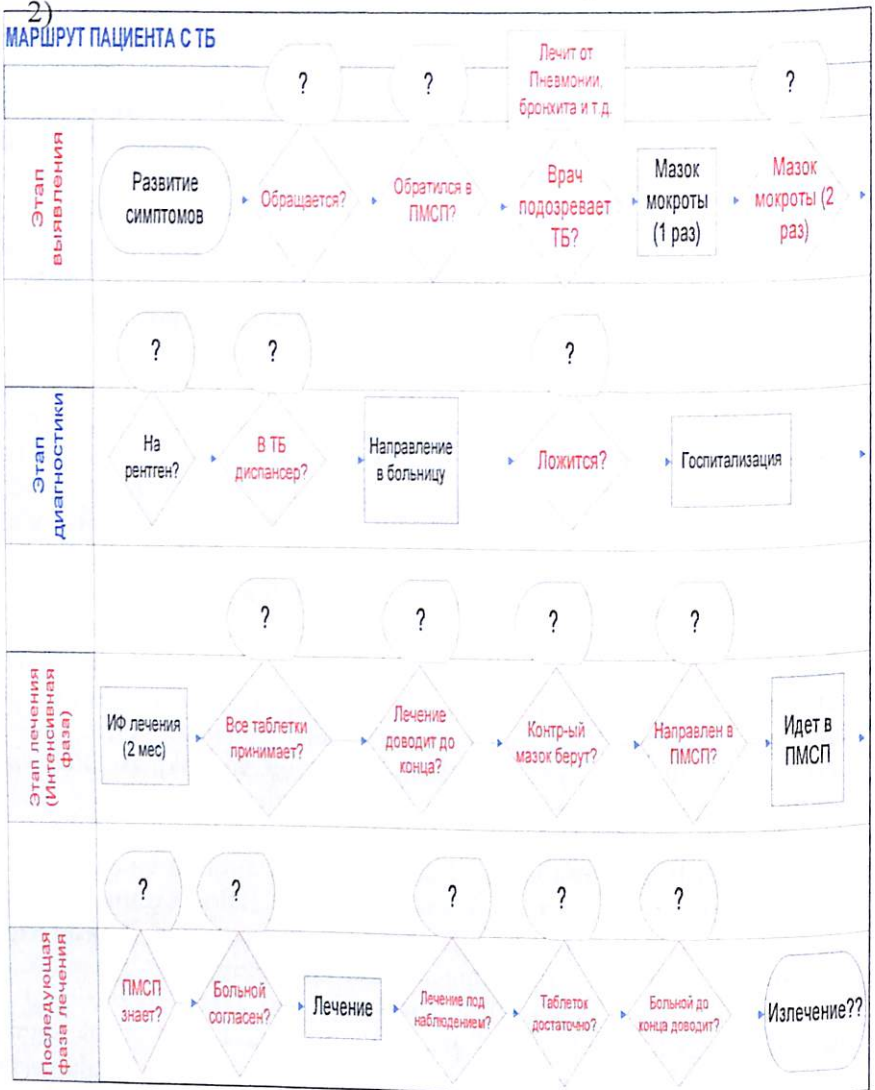 2)
МАРШРУТ ПАЦИЕНТА С ТБ
?
?
Лечит от
Пневмонии,
бронхита и т.д.
?
Этап
выявления
Развитие
симптомов
Обращается?
Обратился в
ПМСП?
Врач
подозревает
ТБ?
Мазок
мокроты
(1 раз)
Мазок
мокроты (2
раз)
?
?
?
Этап
диагностики
На
рентген?
В ТБ
диспансер?
Направление
в больницу
Ложится?
Госпитализация
?
?
?
?
Этап лечения
(Интенсивная
фаза)
ИФ лечения
(2 мес)
Все таблетки
принимает?
Лечение
доводит до
конца?
Контр-ый
мазок берут?
Направлен в
ПМСП?
Идет в
ПМСП
?
?
?
?
?
Последующая
фаза лечения
ПМСП
знает?
Больной
согласен?
Лечение
Лечение под
наблюдением?
Таблеток
достаточно?
Больной до
конца доводит?
Излечение??